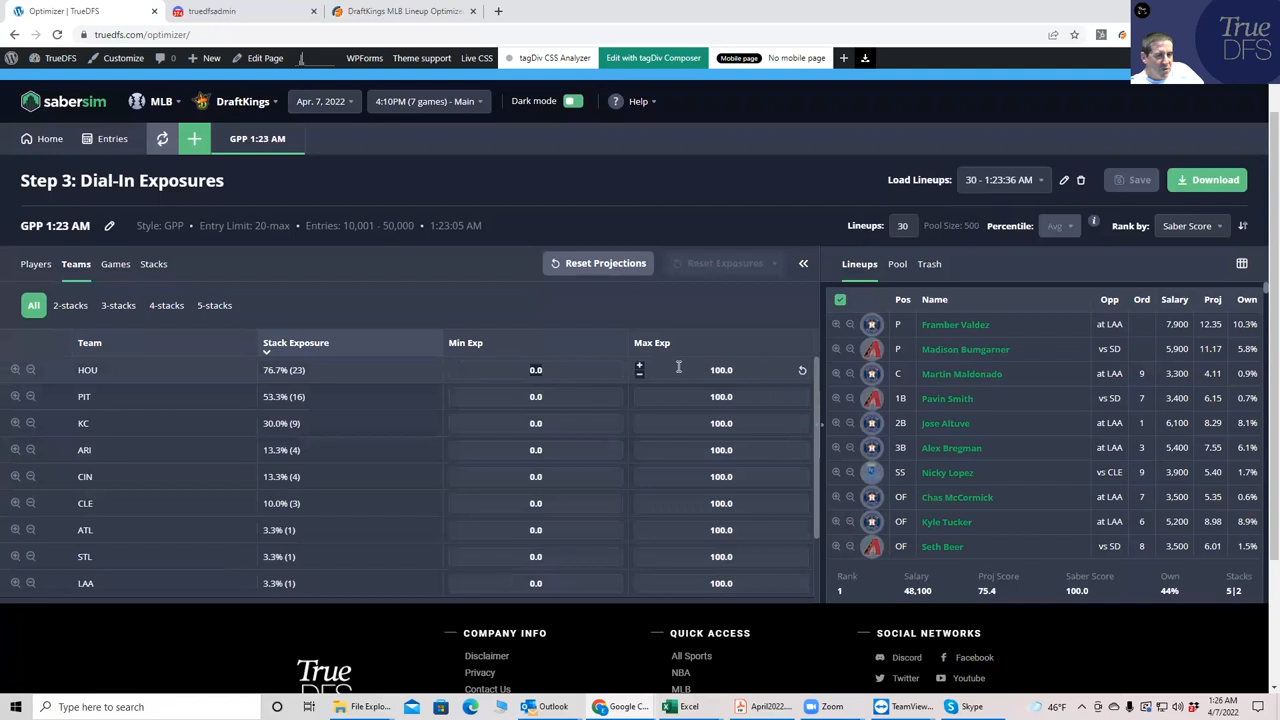 Optimizer | TrueDFS
truedfsadmin
DraftKings MLB Lineup Optimizer
truedfs.com/optimizer/
TrueDFS Customize 0 New Edit Page WPForms Theme support Live CSS tagDiv CSS Analyzer Edit with tagDiv Composer Mobile page No mobile page
True
DFS
sabersim MLB DraftKings Apr. 7, 2022 4:10PM (7 games) - Main Dark mode ? Help
Home Entries GPP 1:23 AM
Step 3: Dial-In Exposures
Load Lineups: 30 - 1:23:36 AM Save Download
GPP 1:23 AM Style: GPP • Entry Limit: 20-max • Entries: 10,001 - 50,000 • 1:23:05 AM
Lineups: 30 Pool Size: 500 Percentile: Avg i Rank by: Saber Score
Players Teams Games Stacks Reset Projections Reset Exposures
All 2-stacks 3-stacks 4-stacks 5-stacks
Team Stack Exposure Min Exp Max Exp
HOU 76.7% (23) 0.0 100.0
PIT 53.3% (16) 0.0 100.0
KC 30.0% (9) 0.0 100.0
ARI 13.3% (4) 0.0 100.0
CIN 13.3% (4) 0.0 100.0
CLE 10.0% (3) 0.0 100.0
ATL 3.3% (1) 0.0 100.0
STL 3.3% (1) 0.0 100.0
LAA 3.3% (1) 0.0 100.0
Lineups Pool Trash
Pos Name Opp Ord Salary Proj Own
P Framber Valdez at LAA 7,900 12.35 10.3%
P Madison Bumgarner vs SD 5,900 11.17 5.8%
C Martin Maldonado at LAA 9 3,300 4.11 0.9%
1B Pavin Smith vs SD 7 3,400 6.15 0.7%
2B Jose Altuve at LAA 1 6,100 8.29 8.1%
3B Alex Bregman at LAA 3 5,400 7.55 6.1%
SS Nicky Lopez vs CLE 9 3,900 5.40 1.7%
OF Chas McCormick at LAA 7 3,500 5.35 0.6%
OF Kyle Tucker at LAA 6 5,200 8.98 8.9%
OF Seth Beer vs SD 8 3,500 6.01 1.5%
Rank Salary Proj Score Saber Score Own Stacks
1 48,100 75.4 100.0 44% 5|2
True
DFS
COMPANY INFO
Disclaimer
Privacy
Contact Us
QUICK ACCESS
All Sports
NBA
MLB
SOCIAL NETWORKS
Discord Facebook
Twitter Youtube
Type here to search
File Explo...
Outlook
Google C...
Excel
April2022....
Zoom
TeamView...
Skype
46°F
1:26 AM
4/7/2022